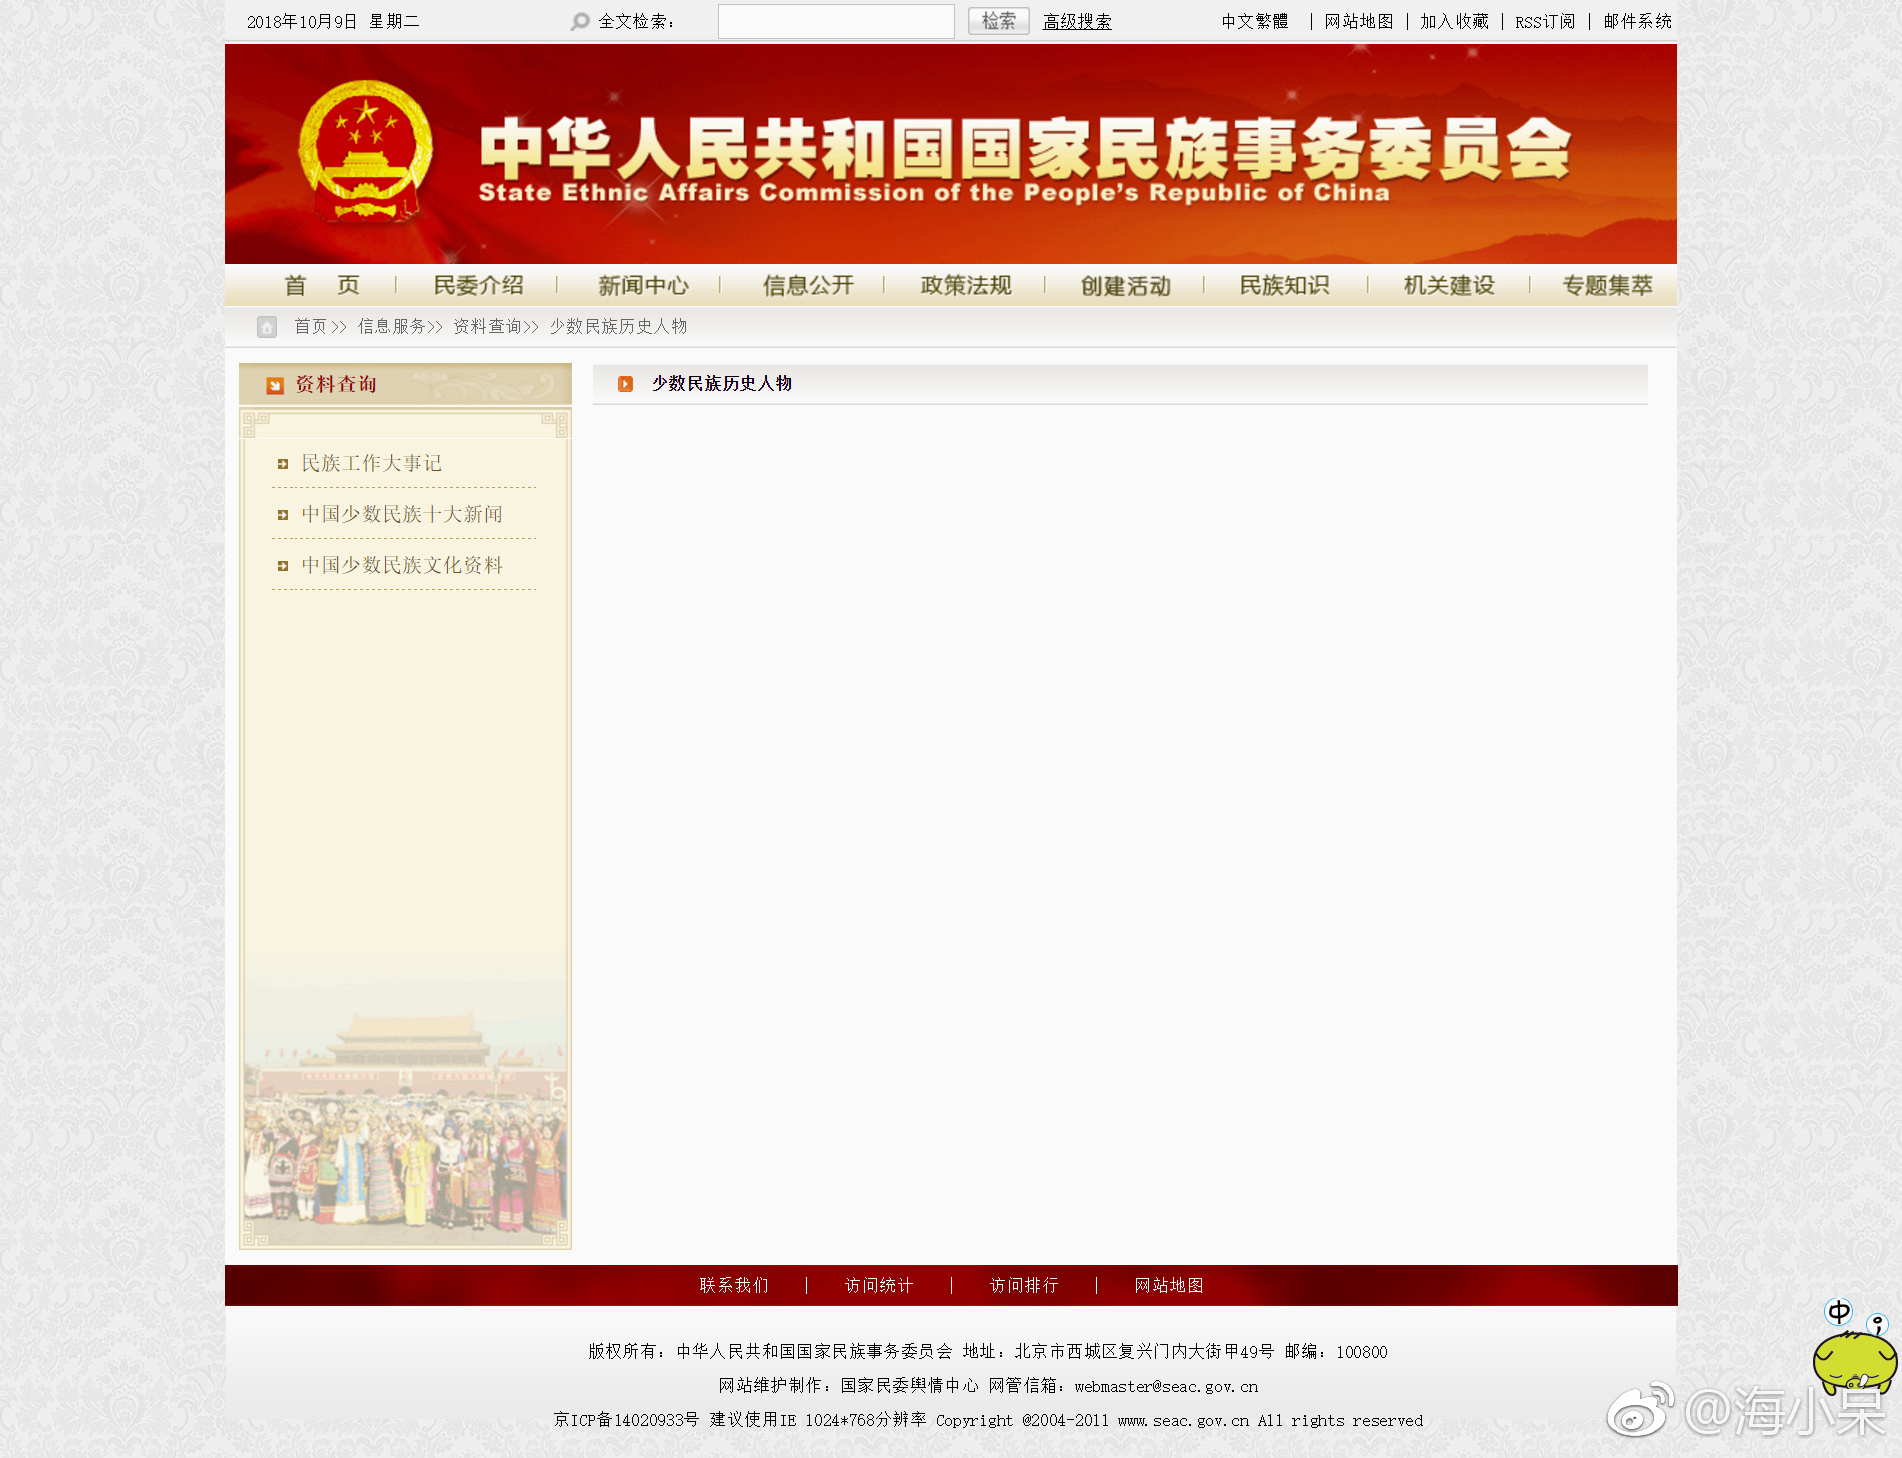 2018年10月9日 星期二
全文检索：
检索
高级搜索
中文繁體 | 网站地图 | 加入收藏 | RSS订阅 | 邮件系统
中华人民共和国国家民族事务委员会
State Ethnic Affairs Commission of the People's Republic of China
首 页 | 民委介绍 | 新闻中心 | 信息公开 | 政策法规 | 创建活动 | 民族知识 | 机关建设 | 专题集萃
首页>> 信息服务>> 资料查询>> 少数民族历史人物
资料查询
民族工作大事记
中国少数民族十大新闻
中国少数民族文化资料
少数民族历史人物
联系我们 | 访问统计 | 访问排行 | 网站地图
版权所有：中华人民共和国国家民族事务委员会 地址：北京市西城区复兴门内大街甲49号 邮编：100800
网站维护制作：国家民委舆情中心 网管信箱：webmaster@seac.gov.cn
京ICP备14020933号 建议使用IE 1024*768分辨率 Copyright @2004-2011 www.seac.gov.cn All rights reserved
中
@海小呆